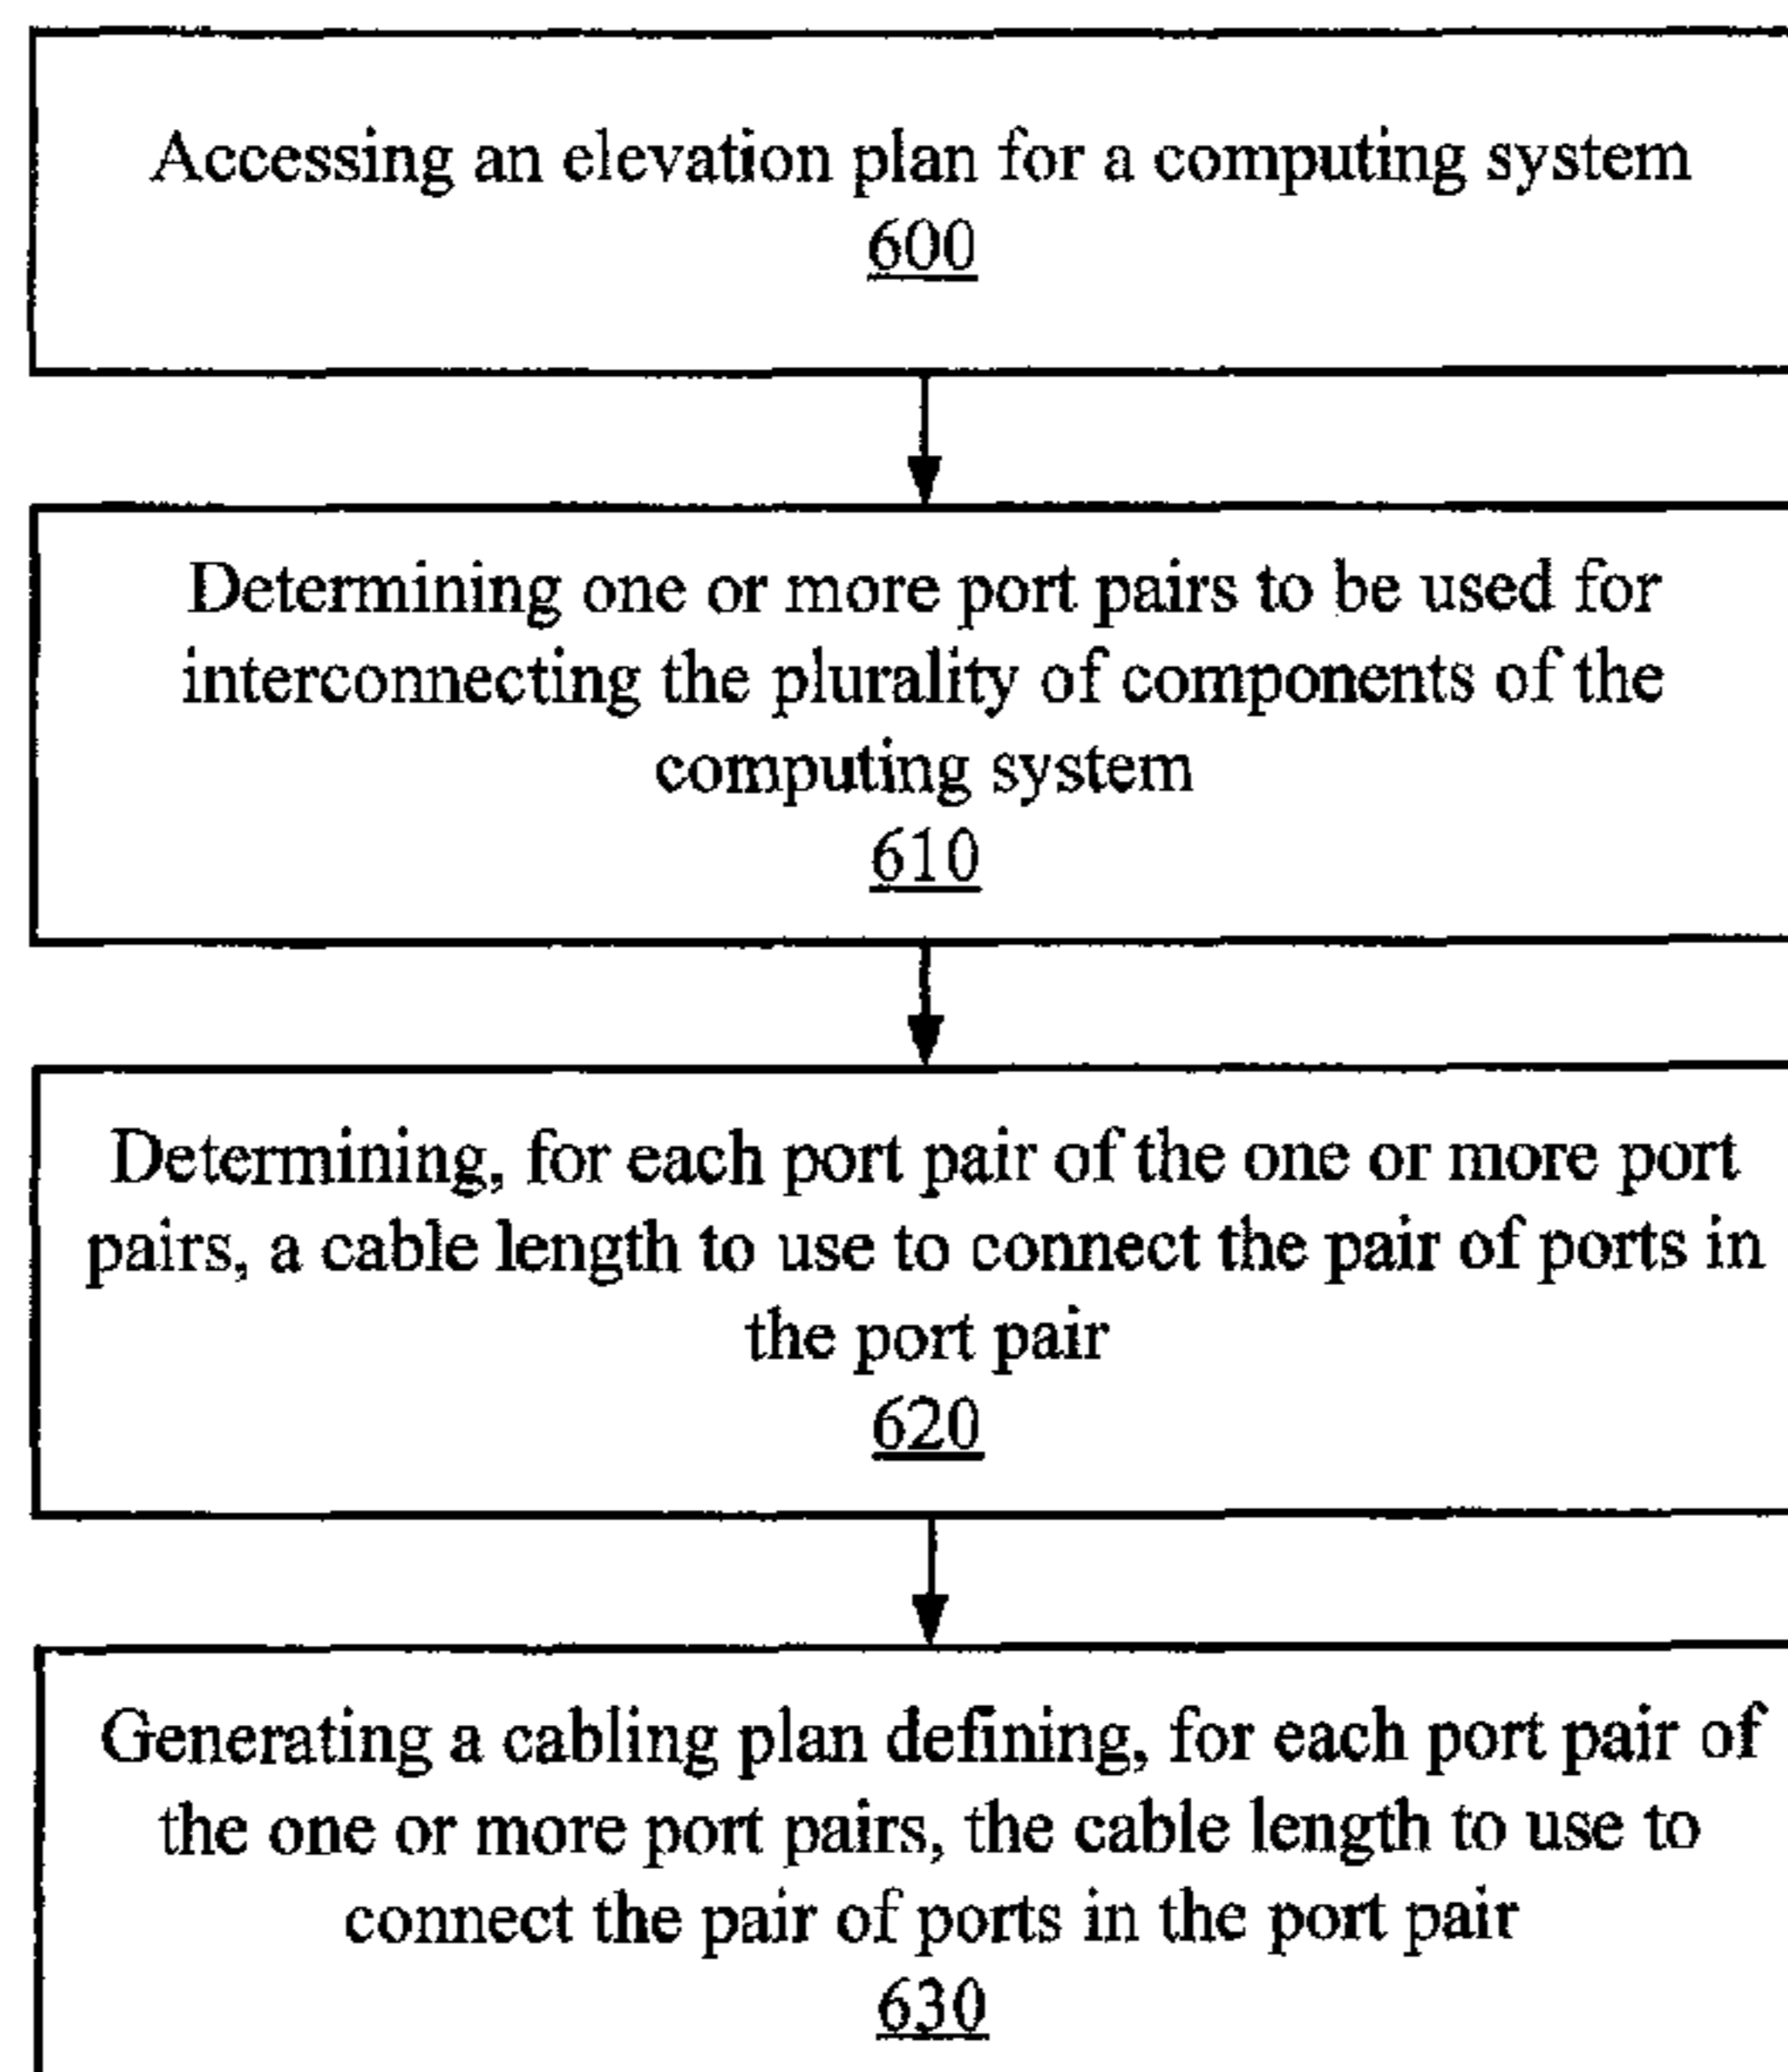 Accessing an elevation plan for a computing system
600
Determining one or more port pairs to be used for
interconnecting the plurality of components of the
computing system
610
Determining, for each port pair of the one or more port
pairs, a cable length to use to connect the pair of ports in
the port pair
620
Generating a cabling plan defining, for each port pair of
the one or more port pairs, the cable length to use to
connect the pair of ports in the port pair
630